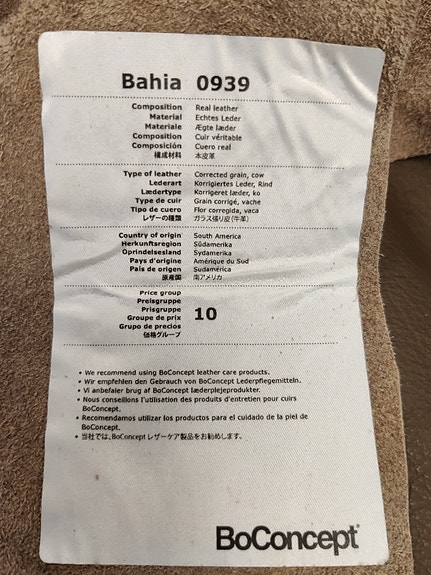 Bahia 0939
Composition Real leather
Material Echtes Leder
Materiale Ægte læder
Composition Cuir véritable
Composición Cuero real
構成材料 本皮革
Type of leather Corrected grain, cow
Lederart Korrigiertes Leder, Rind
Lædertype Korrigeret læder, ko
Type de cuir Grain corrigé, vache
Tipo de cuero Flor corregida, vaca
レザーの種類 ガラス張り皮(牛革)
Country of origin South America
Herkunftsregion Südamerika
Oprindelsesland Sydamerika
Pays d'origine Amérique du Sud
Pais de origen Sudamérica
原産国 南アメリカ
Price group
Preisgruppe
Prisgruppe
Groupe de prix 10
Grupo de precios
価格グループ
• We recommend using BoConcept leather care products.
• Wir empfehlen den Gebrauch von BoConcept Lederpflegemitteln.
• Vi anbefaler brug af BoConcept læderplejeprodukter.
• Nous conseillons l'utilisation des produits d'entretien pour cuirs
BoConcept.
• Recomendamos utilizar los productos para el cuidado de la piel de
BoConcept.
• 当社では、BoConcept レザーケア製品をお勧めします。
BoConcept